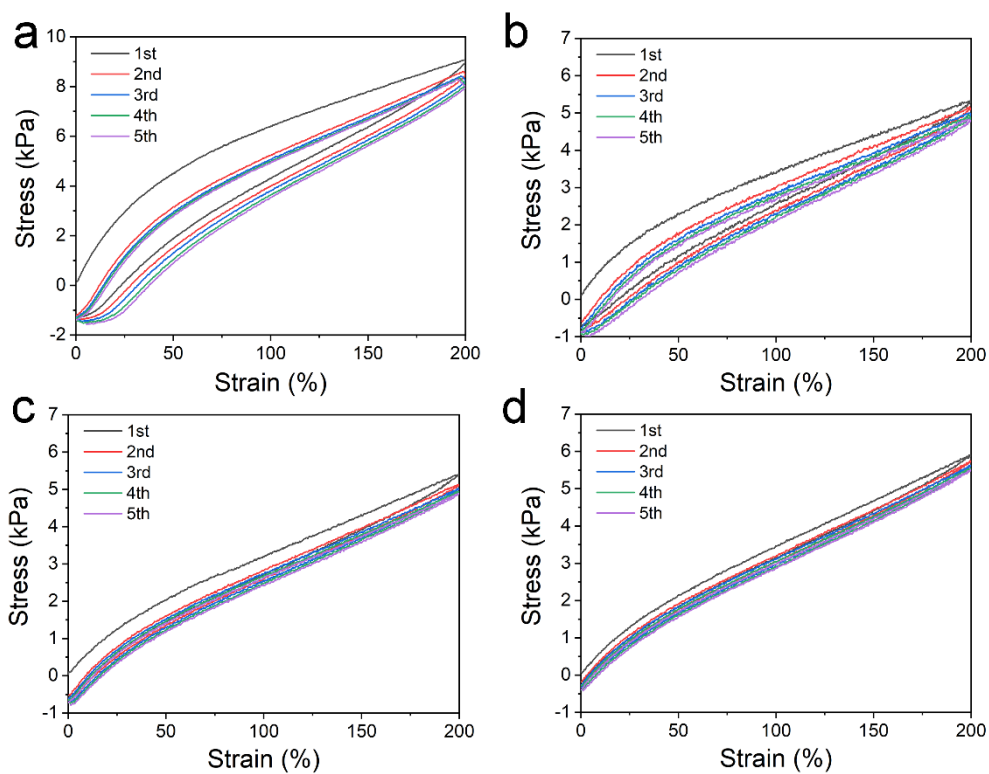 a
Stress (kPa)
10
8
6
4
2
0
-2
1st
2nd
3rd
4th
5th
0 50 100 150 200
Strain (%)
b
Stress (kPa)
7
6
5
4
3
2
1
0
-1
1st
2nd
3rd
4th
5th
0 50 100 150 200
Strain (%)
c
Stress (kPa)
7
6
5
4
3
2
1
0
-1
1st
2nd
3rd
4th
5th
0 50 100 150 200
Strain (%)
d
Stress (kPa)
7
6
5
4
3
2
1
0
-1
1st
2nd
3rd
4th
5th
0 50 100 150 200
Strain (%)